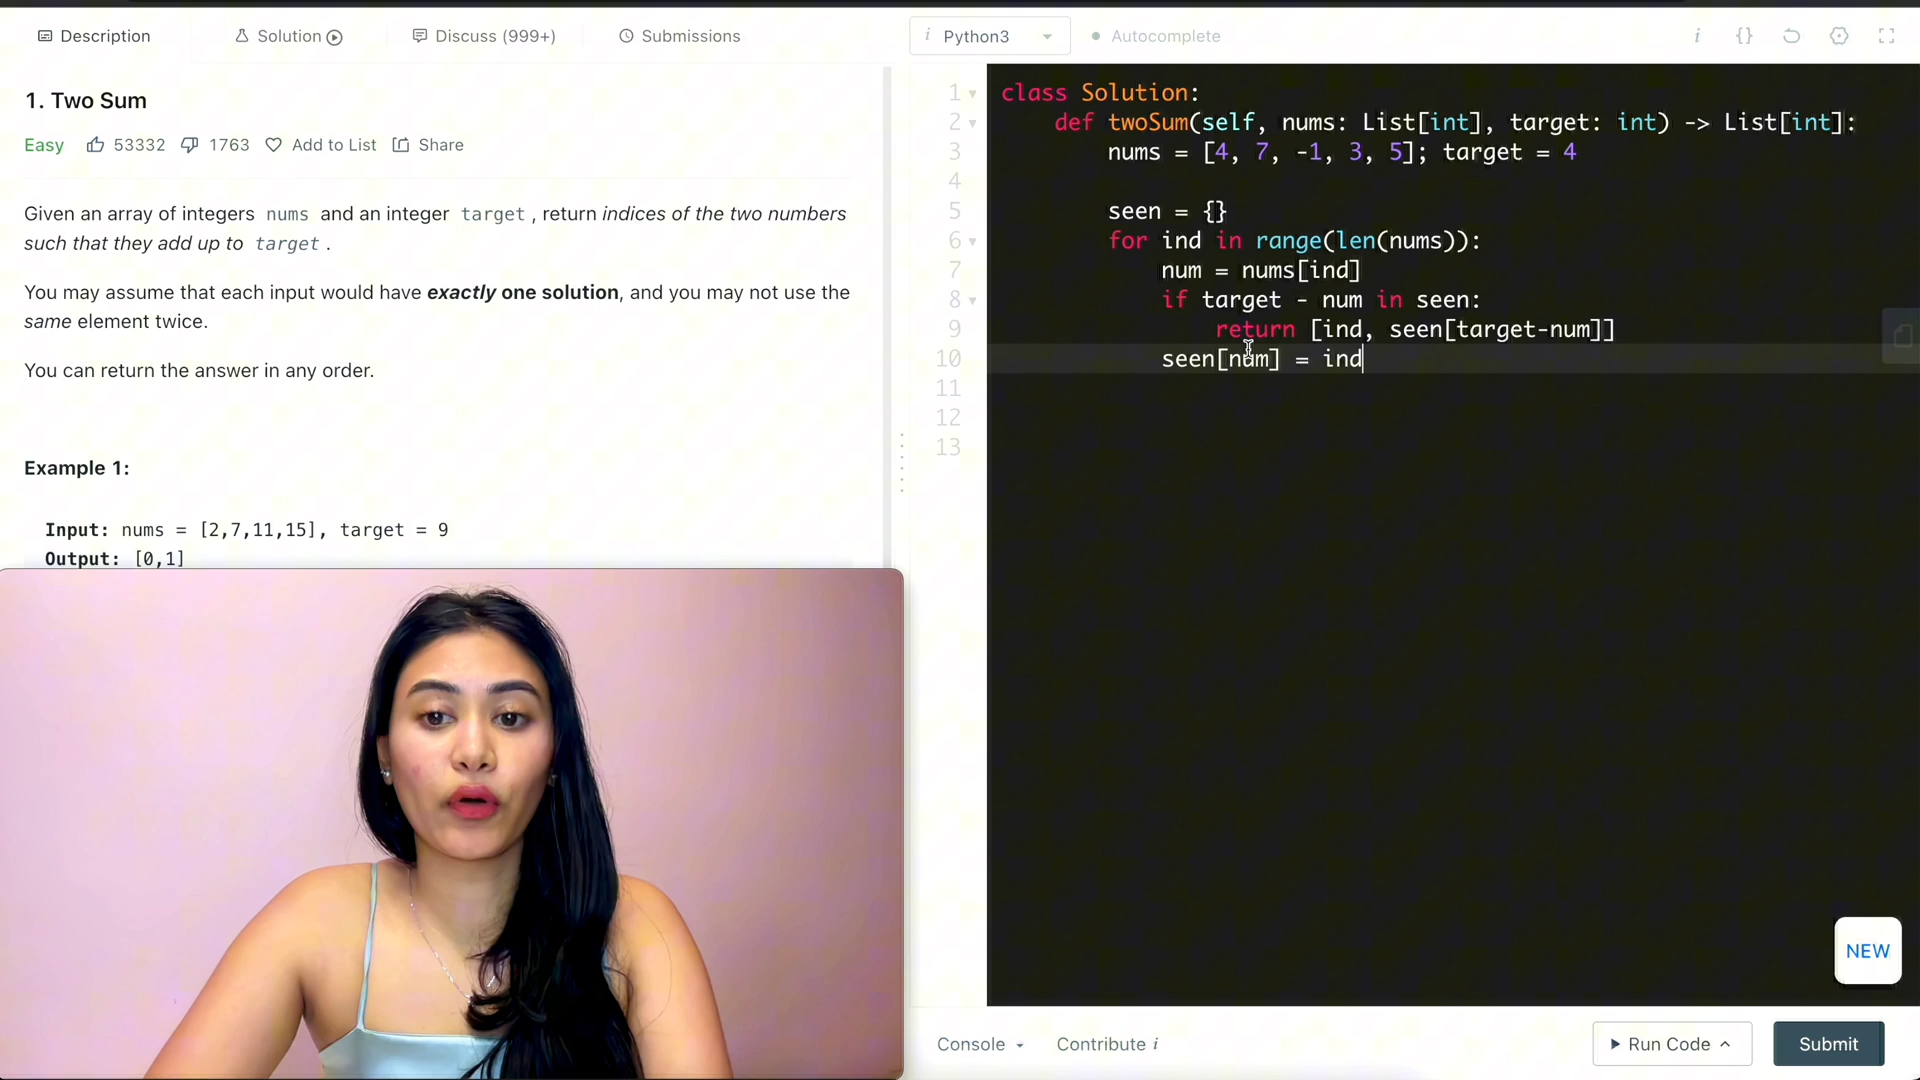 Description
Solution
Discuss (999+)
Submissions
i Python3
Autocomplete
i {}
1. Two Sum
Easy 53332 1763 Add to List Share
Given an array of integers nums and an integer target , return indices of the two numbers
such that they add up to target .
You may assume that each input would have exactly one solution, and you may not use the
same element twice.
You can return the answer in any order.
Example 1:
Input: nums = [2,7,11,15], target = 9
Output: [0,1]
1 class Solution:
2 def twoSum(self, nums: List[int], target: int) -> List[int]:
3 nums = [4, 7, -1, 3, 5]; target = 4
4
5 seen = {}
6 for ind in range(len(nums)):
7 num = nums[ind]
8 if target - num in seen:
9 return [ind, seen[target-num]]
10 seen[num] = ind
11
12
13
NEW
Console
Contribute i
Run Code
Submit